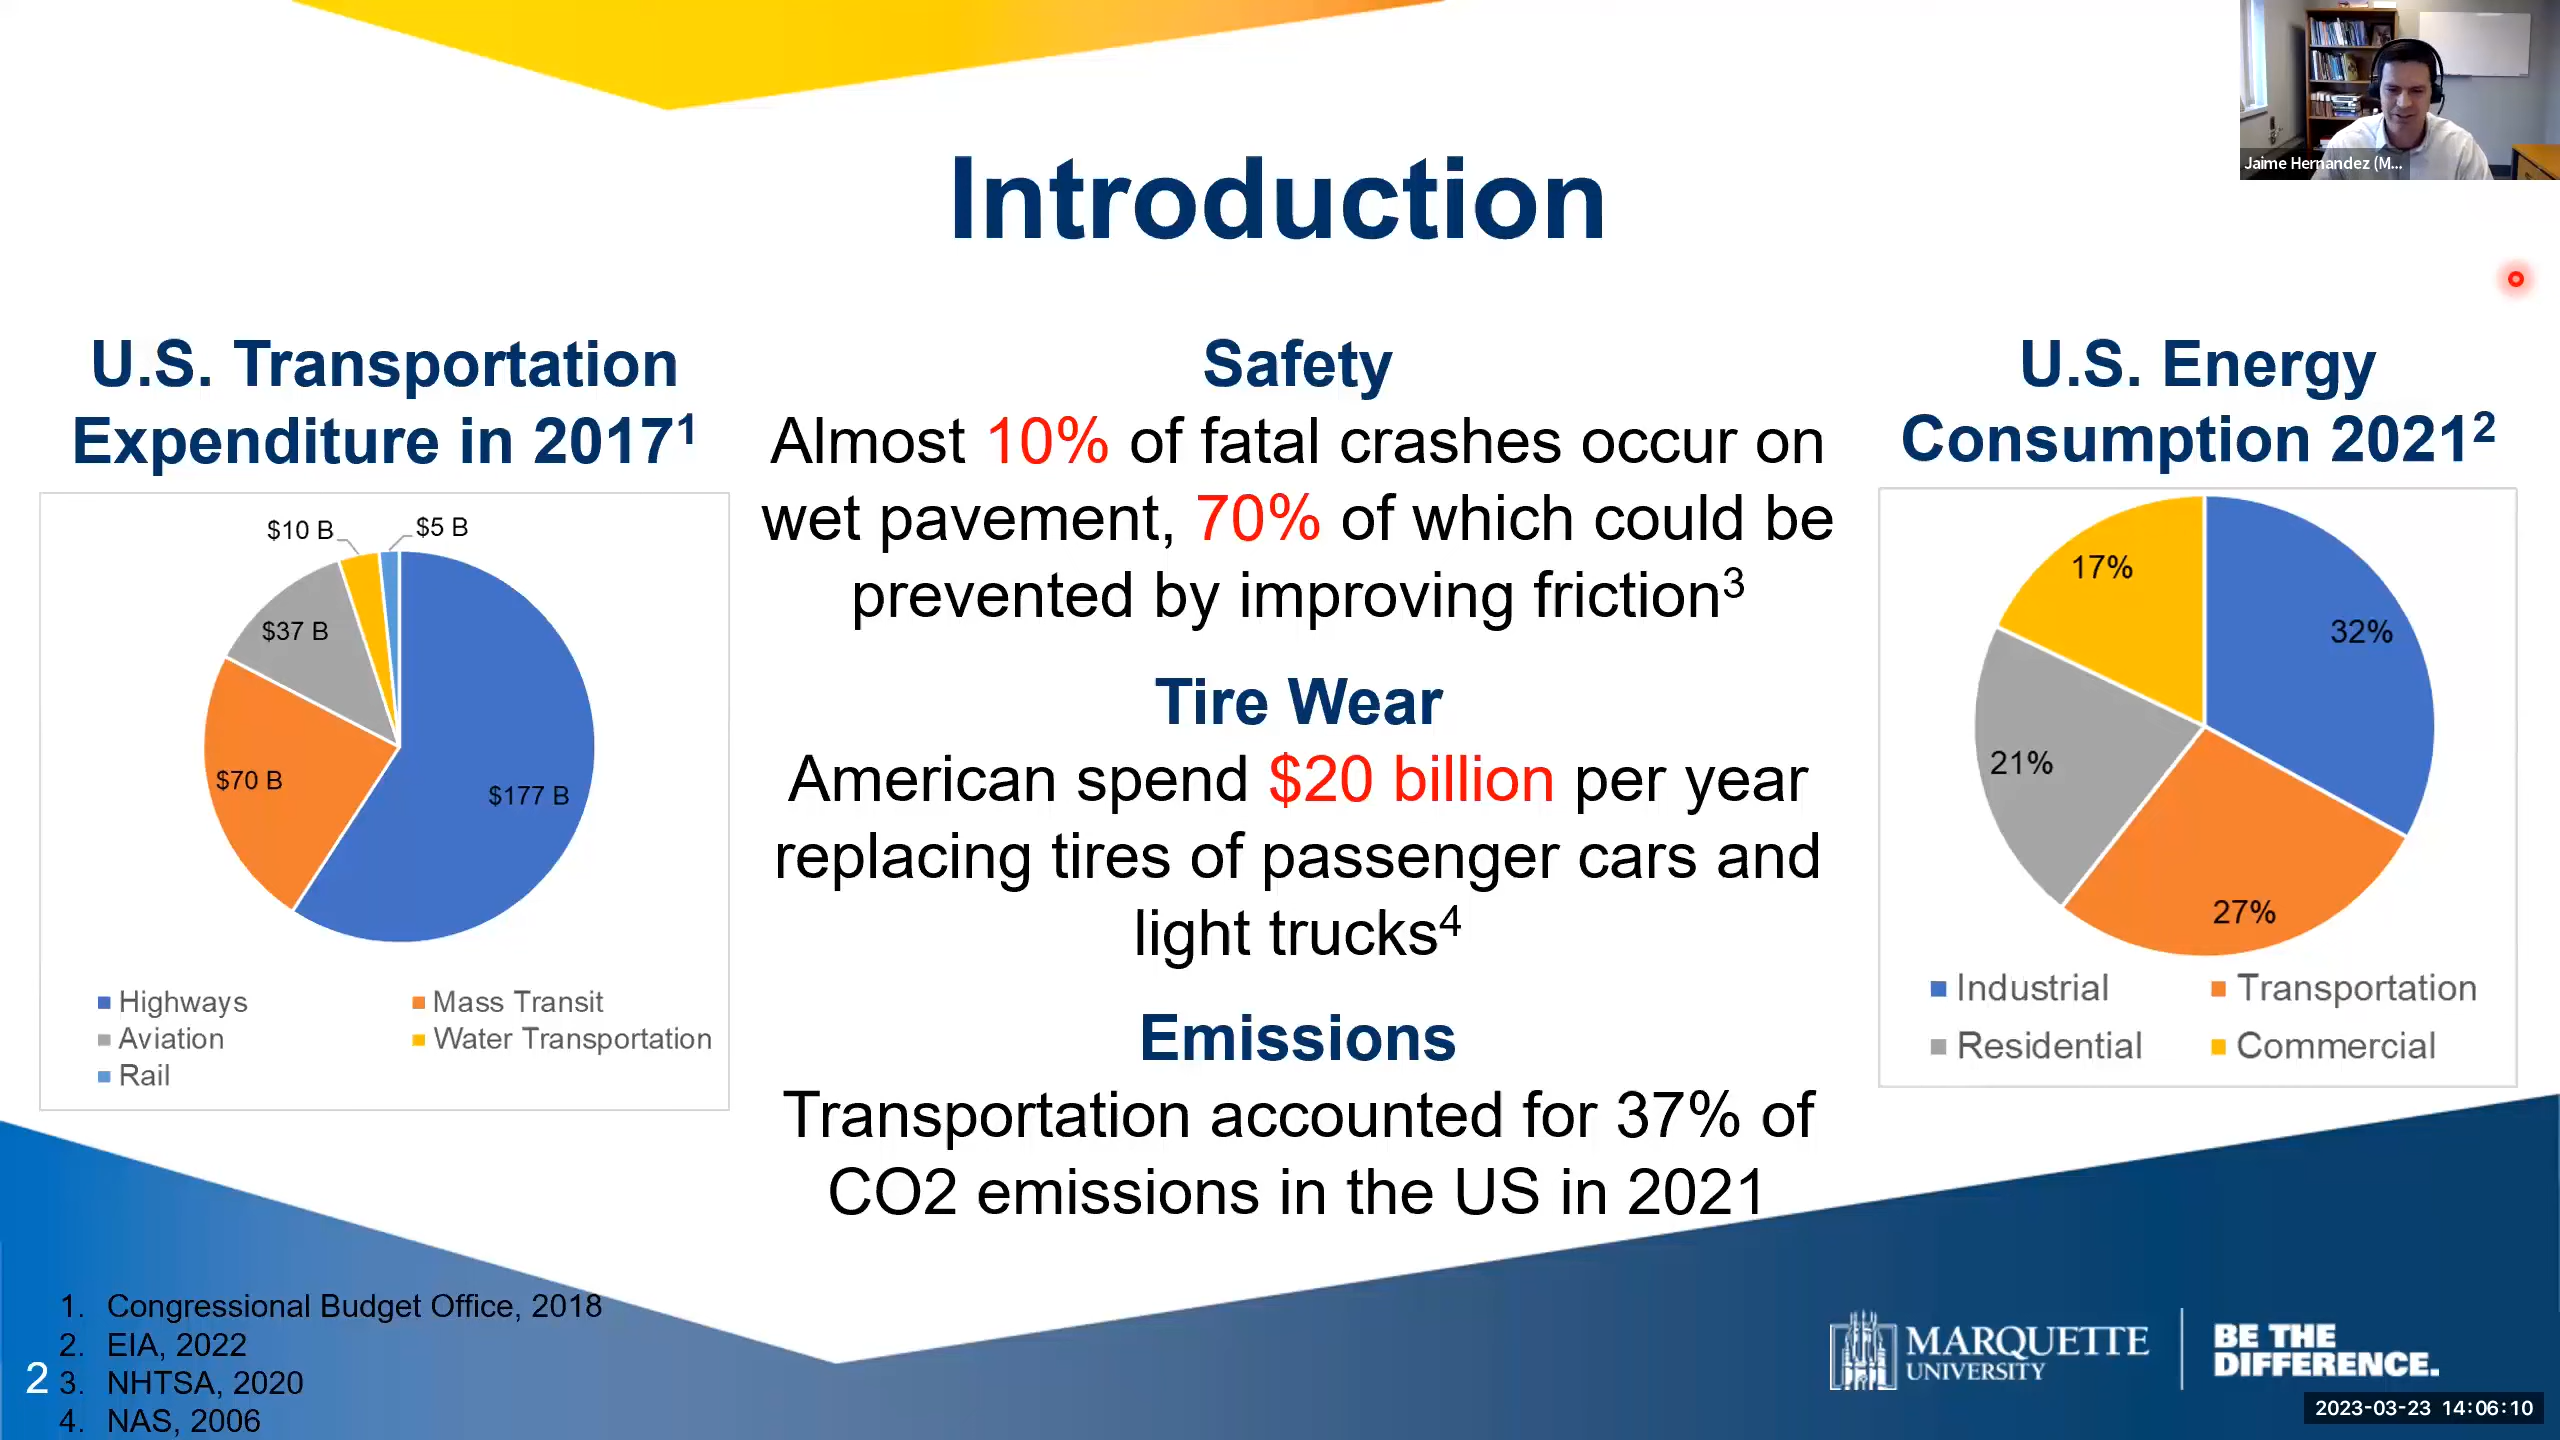 Jaime Hernandez (M...
Introduction
U.S. Transportation
Expenditure in 2017¹
$10 B
$5 B
$37 B
$70 B
$177 B
Highways
Mass Transit
Aviation
Water Transportation
Rail
Safety
Almost 10% of fatal crashes occur on
wet pavement, 70% of which could be
prevented by improving friction³
Tire Wear
American spend $20 billion per year
replacing tires of passenger cars and
light trucks⁴
Emissions
Transportation accounted for 37% of
CO2 emissions in the US in 2021
U.S. Energy
Consumption 2021²
17%
32%
21%
27%
Industrial
Transportation
Residential
Commercial
1. Congressional Budget Office, 2018
2. EIA, 2022
3. NHTSA, 2020
4. NAS, 2006
2
MARQUETTE
UNIVERSITY
BE THE
DIFFERENCE.
2023-03-23 14:06:10